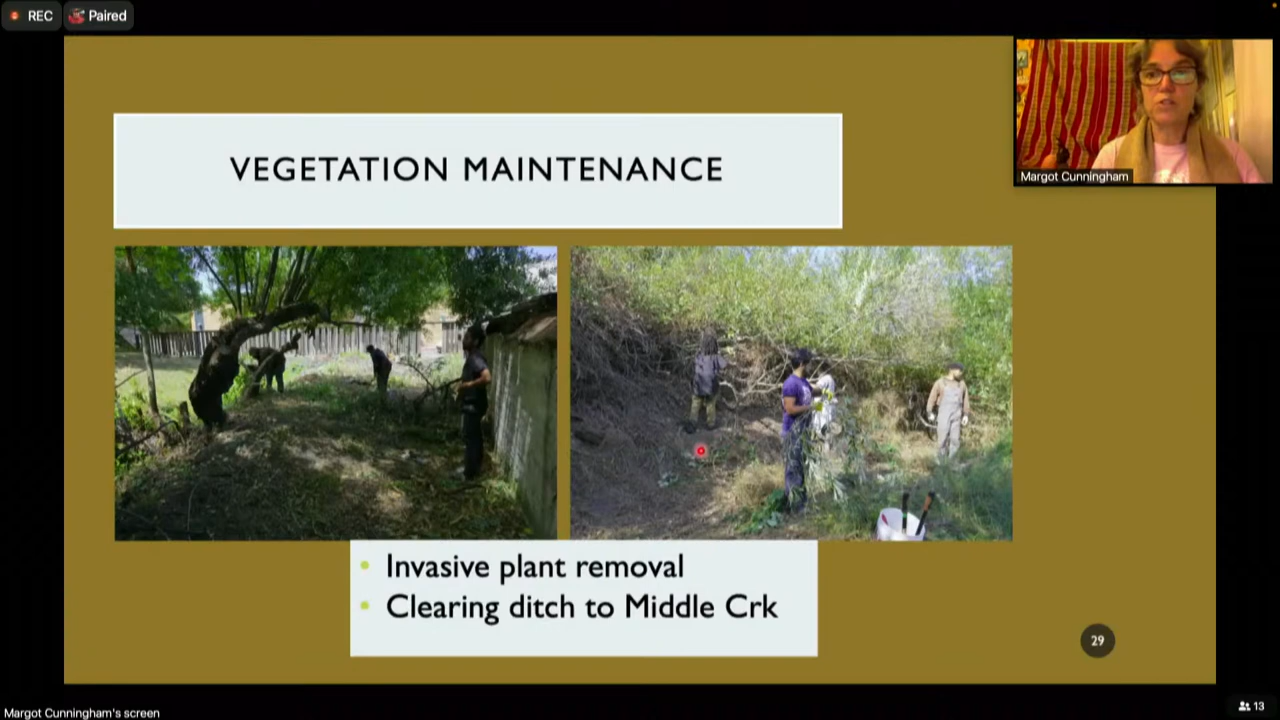 REC
Paired
Margot Cunningham
VEGETATION MAINTENANCE
Invasive plant removal
Clearing ditch to Middle Crk
29
Margot Cunningham's screen
13